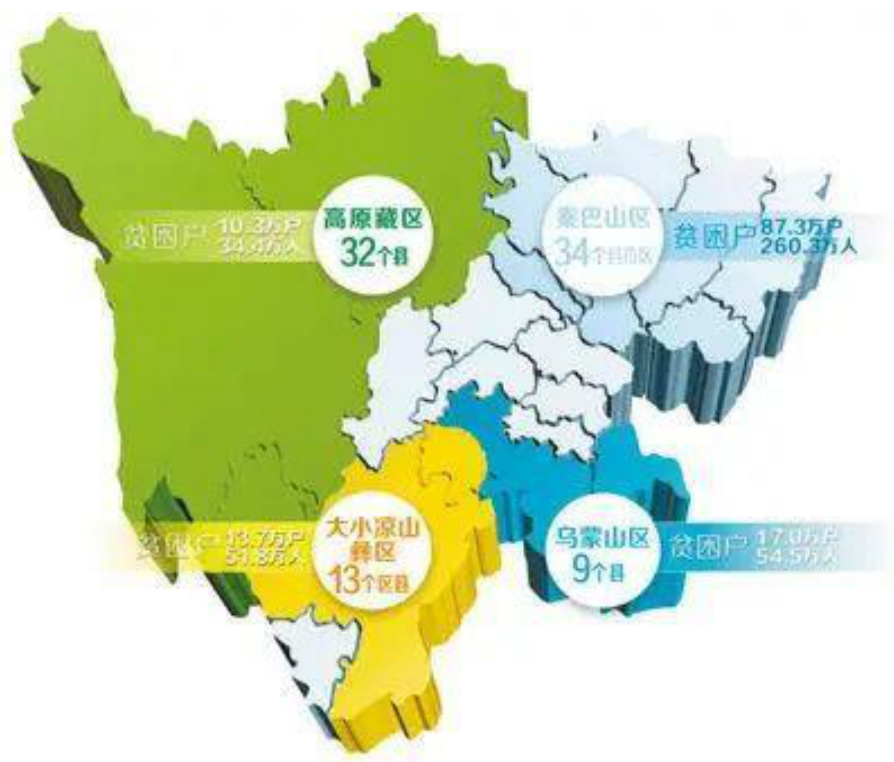 高原藏区
32个县
贫困户 10.3万户
34.4万人
秦巴山区
34个县市区
贫困户 87.3万户
260.3万人
大小凉山
彝区
13个区县
贫困户 13.7万户
51.8万人
乌蒙山区
9个县
贫困户 17.0万户
54.5万人